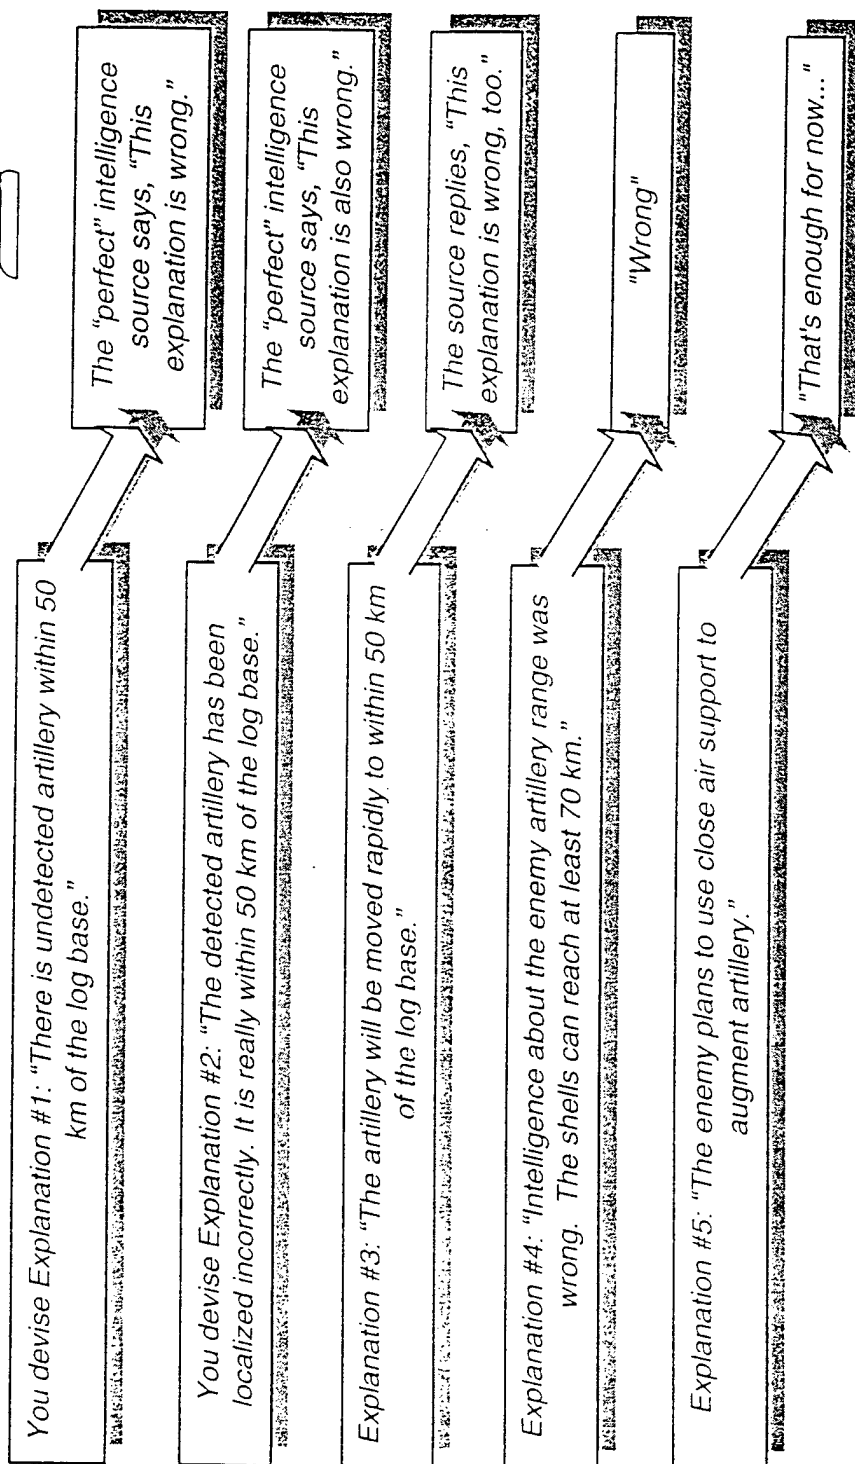 You devise Explanation #1: "There is undetected artillery within 50
km of the log base."
The "perfect" intelligence
source says, "This
explanation is wrong."
You devise Explanation #2: "The detected artillery has been
localized incorrectly. It is really within 50 km of the log base."
The "perfect" intelligence
source says, "This
explanation is also wrong."
Explanation #3: "The artillery will be moved rapidly to within 50 km
of the log base."
The source replies, "This
explanation is wrong, too."
Explanation #4: "Intelligence about the enemy artillery range was
wrong. The shells can reach at least 70 km."
"Wrong"
Explanation #5: "The enemy plans to use close air support to
augment artillery."
"That's enough for now..."